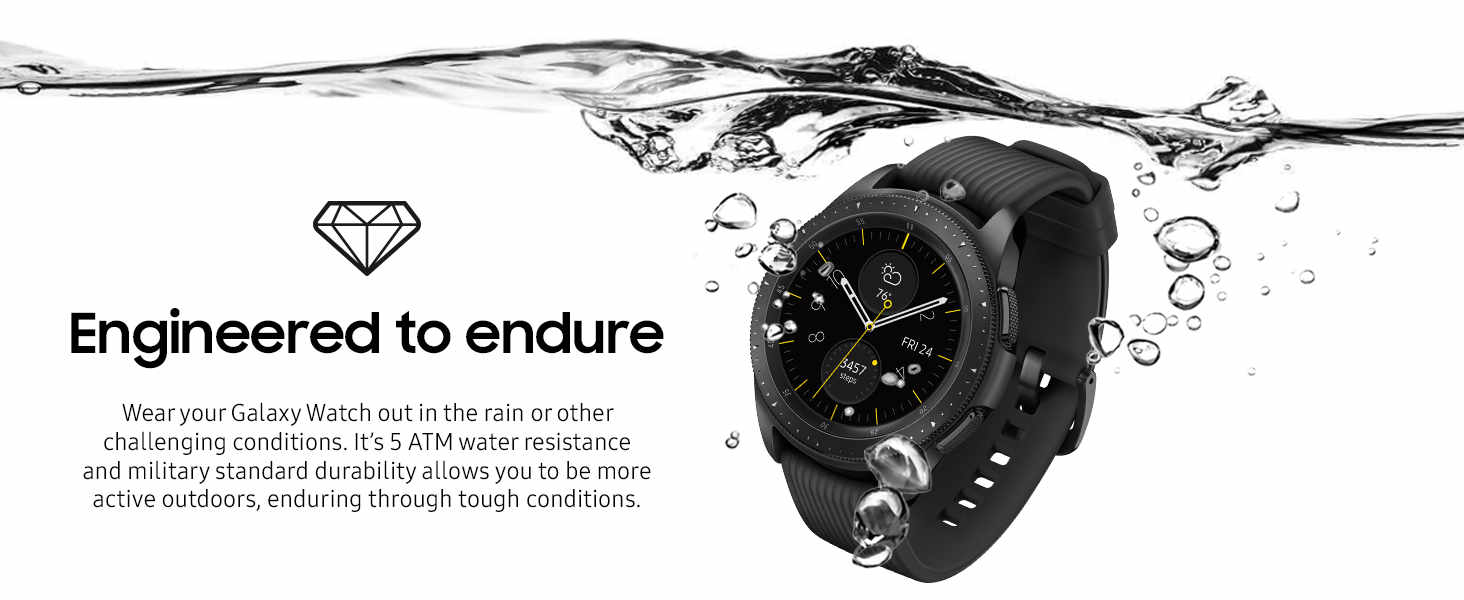 Engineered to endure
Wear your Galaxy Watch out in the rain or other
challenging conditions. It's 5 ATM water resistance
and military standard durability allows you to be more
active outdoors, enduring through tough conditions.
76°
FRI 24
3457
steps
8